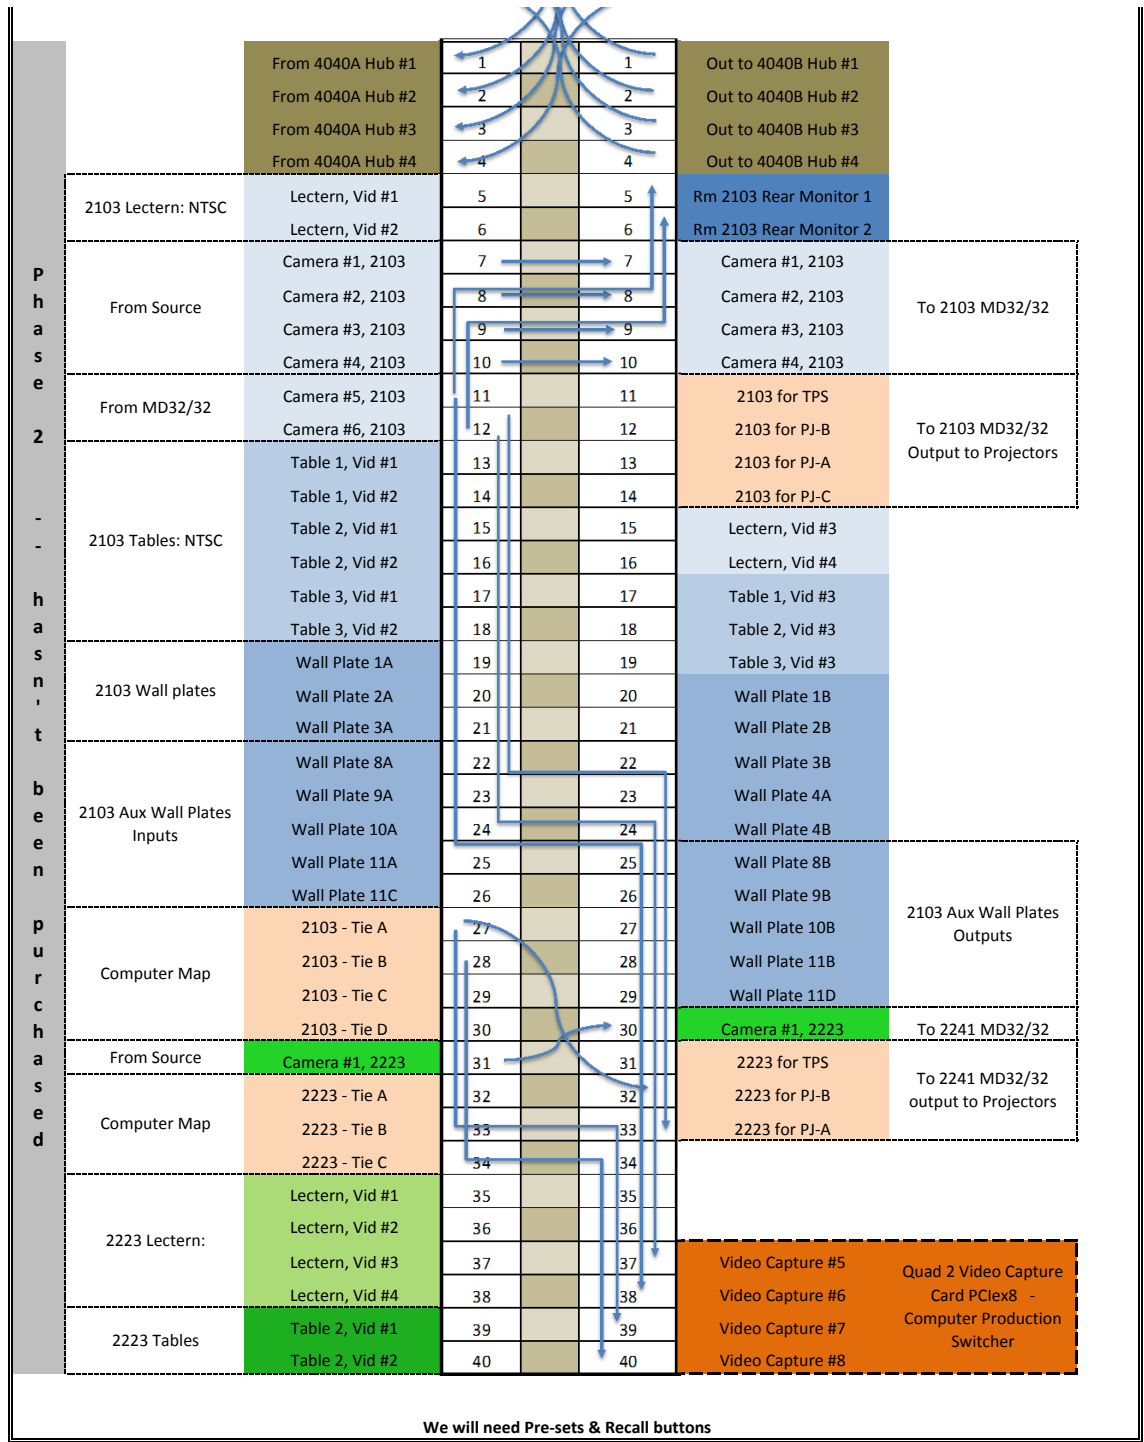 From 4040A Hub #1 1 1 Out to 4040B Hub #1
From 4040A Hub #2 2 2 Out to 4040B Hub #2
From 4040A Hub #3 3 3 Out to 4040B Hub #3
From 4040A Hub #4 4 4 Out to 4040B Hub #4
2103 Lectern: NTSC
Lectern, Vid #1 5 5 Rm 2103 Rear Monitor 1
Lectern, Vid #2 6 6 Rm 2103 Rear Monitor 2
From Source
Camera #1, 2103 7 7 Camera #1, 2103
Camera #2, 2103 8 8 Camera #2, 2103
Camera #3, 2103 9 9 Camera #3, 2103
Camera #4, 2103 10 10 Camera #4, 2103
To 2103 MD32/32
From MD32/32
Camera #5, 2103 11 11 2103 for TPS
Camera #6, 2103 12 12 2103 for PJ-B
2103 Tables: NTSC
Table 1, Vid #1 13 13 2103 for PJ-A
Table 1, Vid #2 14 14 2103 for PJ-C
To 2103 MD32/32
Output to Projectors
Table 2, Vid #1 15 15 Lectern, Vid #3
Table 2, Vid #2 16 16 Lectern, Vid #4
Table 3, Vid #1 17 17 Table 1, Vid #3
Table 3, Vid #2 18 18 Table 2, Vid #3
2103 Wall plates
Wall Plate 1A 19 19 Table 3, Vid #3
Wall Plate 2A 20 20 Wall Plate 1B
Wall Plate 3A 21 21 Wall Plate 2B
2103 Aux Wall Plates
Inputs
Wall Plate 8A 22 22 Wall Plate 3B
Wall Plate 9A 23 23 Wall Plate 4A
Wall Plate 10A 24 24 Wall Plate 4B
Wall Plate 11A 25 25 Wall Plate 8B
Wall Plate 11C 26 26 Wall Plate 9B
2103 Aux Wall Plates
Outputs
Computer Map
2103 - Tie A 27 27 Wall Plate 10B
2103 - Tie B 28 28 Wall Plate 11B
2103 - Tie C 29 29 Wall Plate 11D
2103 - Tie D 30 30 Camera #1, 2223 To 2241 MD32/32
From Source Camera #1, 2223 31 31 2223 for TPS
Computer Map
2223 - Tie A 32 32 2223 for PJ-B
2223 - Tie B 33 33 2223 for PJ-A
2223 - Tie C 34 34
To 2241 MD32/32
output to Projectors
2223 Lectern:
Lectern, Vid #1 35 35
Lectern, Vid #2 36 36
Lectern, Vid #3 37 37 Video Capture #5
Lectern, Vid #4 38 38 Video Capture #6
2223 Tables
Table 2, Vid #1 39 39 Video Capture #7
Table 2, Vid #2 40 40 Video Capture #8
Quad 2 Video Capture
Card PCIex8 -
Computer Production
Switcher
Phase 2 -- hasn't been purchased
We will need Pre-sets & Recall buttons